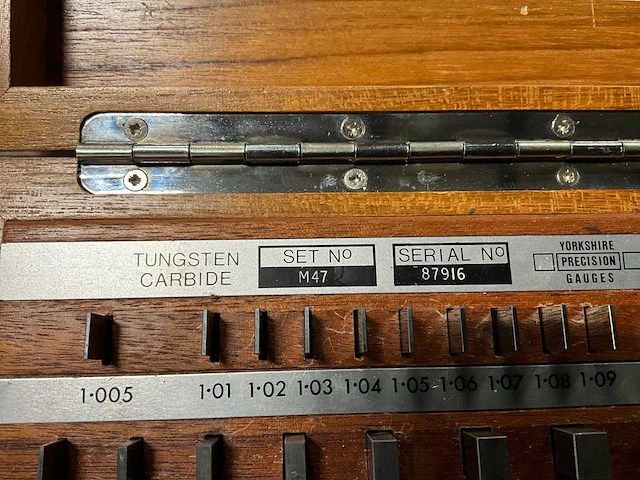 TUNGSTEN
CARBIDE
SET Nº
M47
SERIAL Nº
87916
YORKSHIRE
PRECISION
GAUGES
1·005 1·01 1·02 1·03 1·04 1·05 1·06 1·07 1·08 1·09